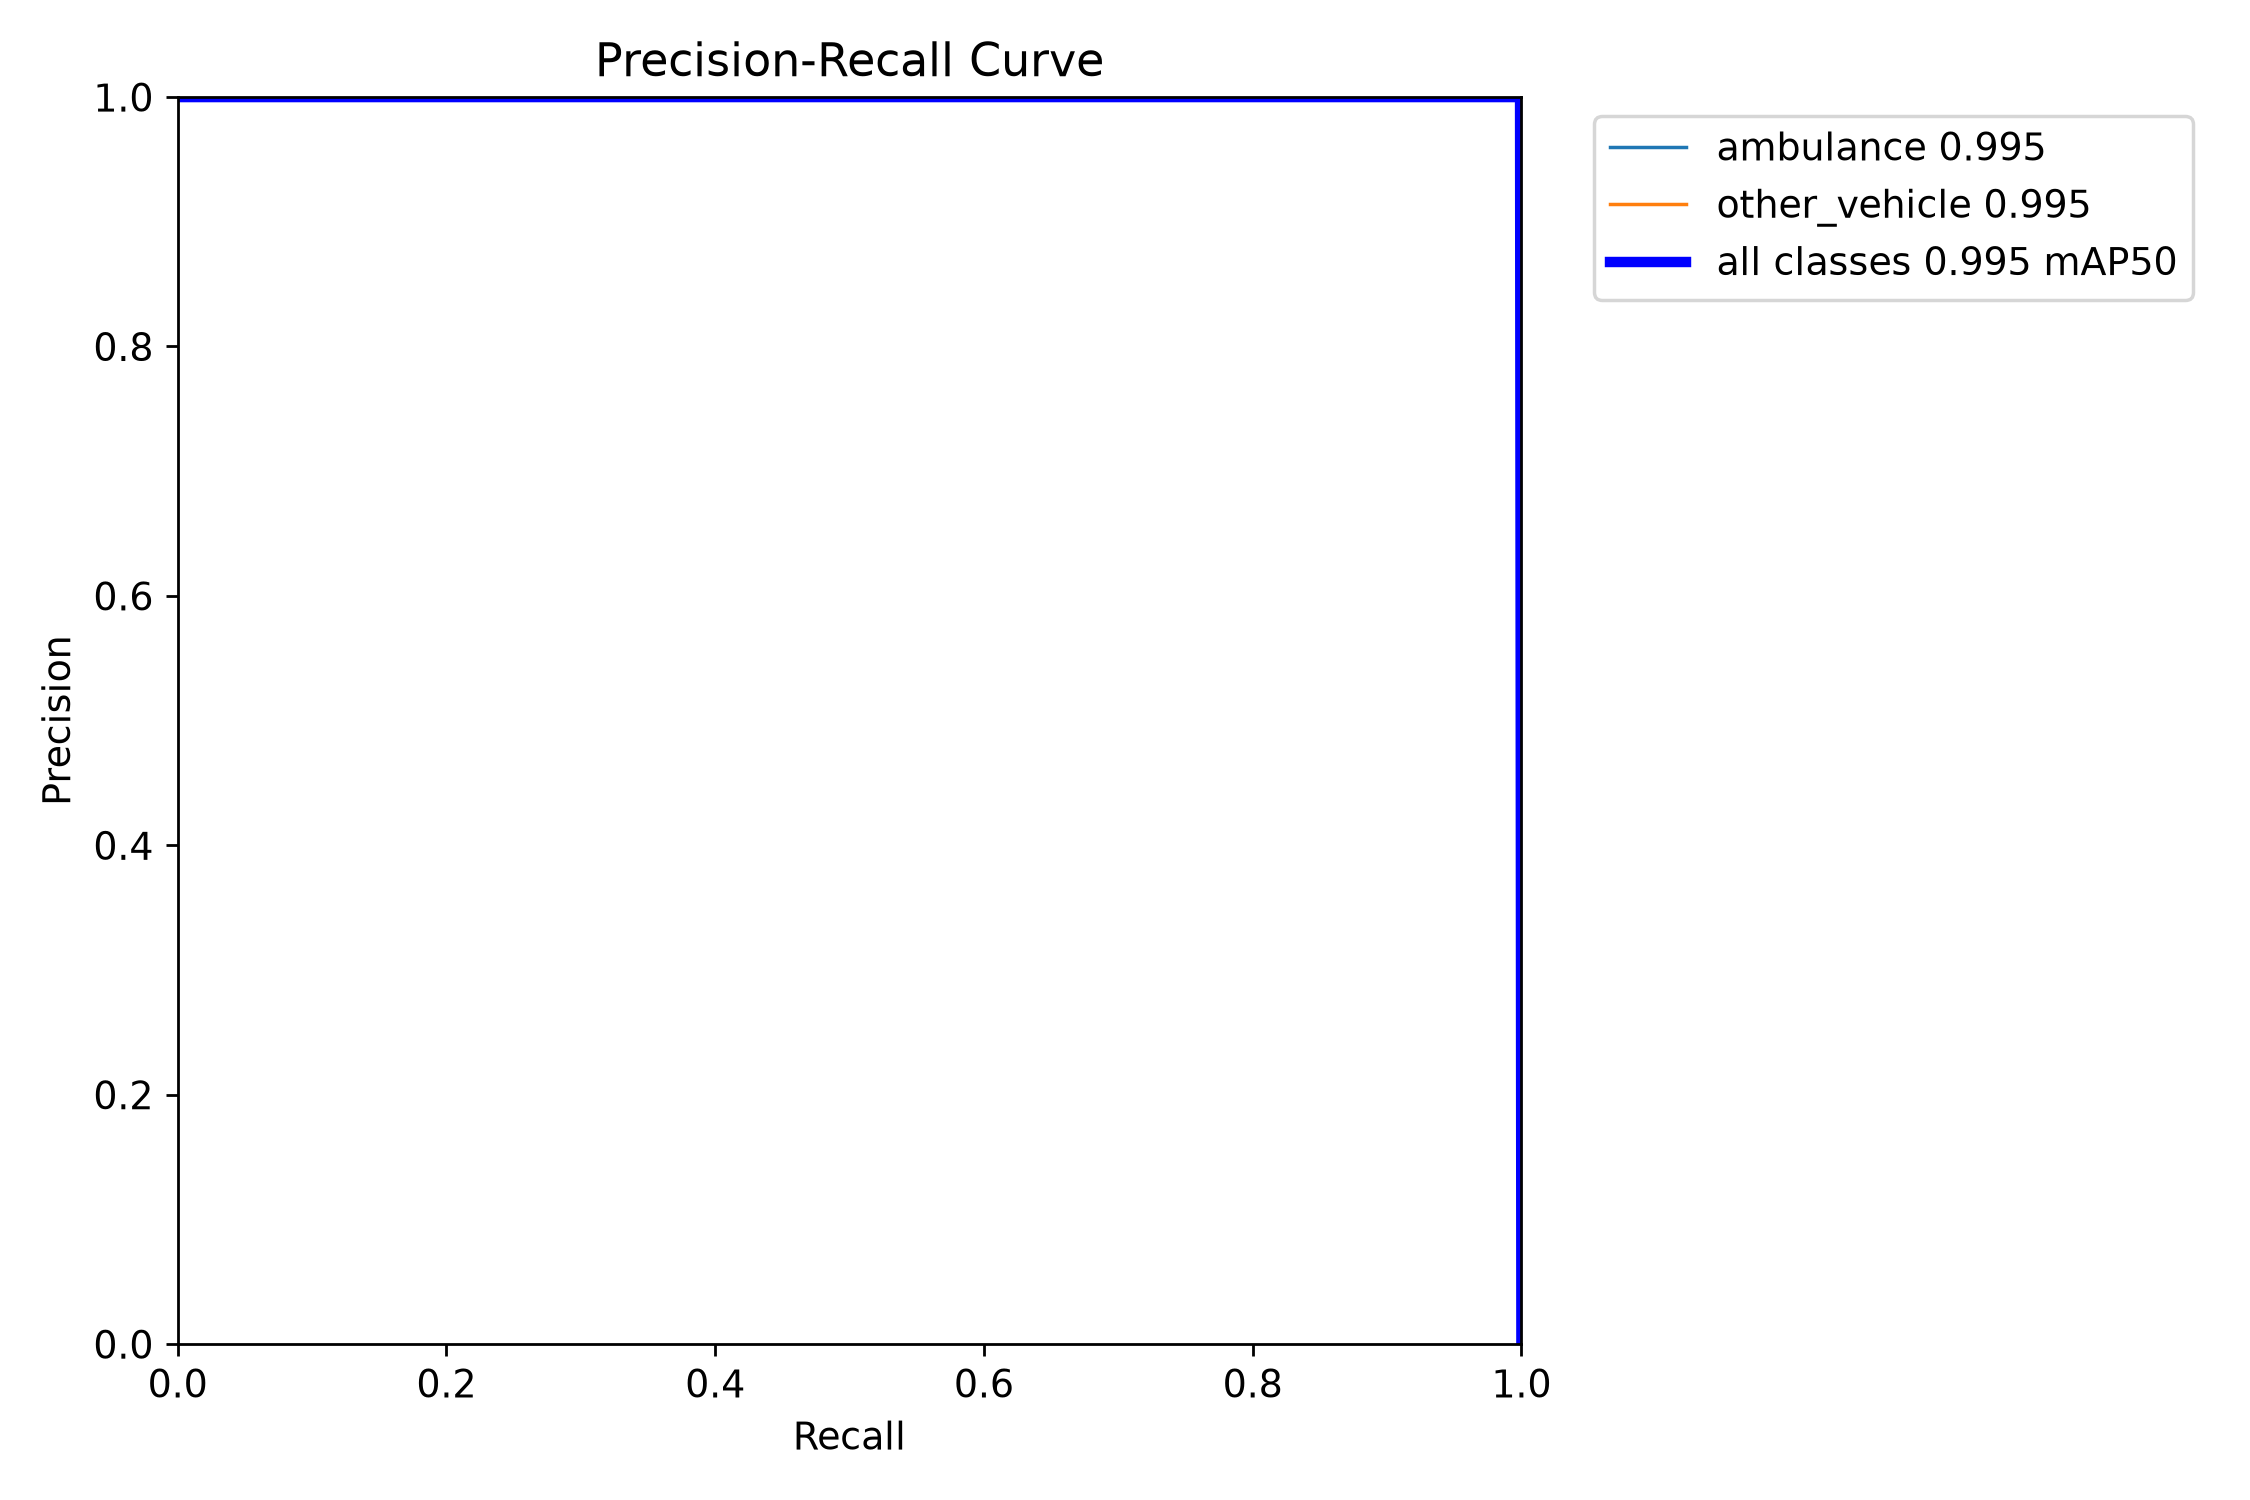 Precision-Recall Curve
1.0
0.8
0.6
0.4
0.2
0.0
Precision
0.0 0.2 0.4 0.6 0.8 1.0
Recall
ambulance 0.995
other_vehicle 0.995
all classes 0.995 mAP50